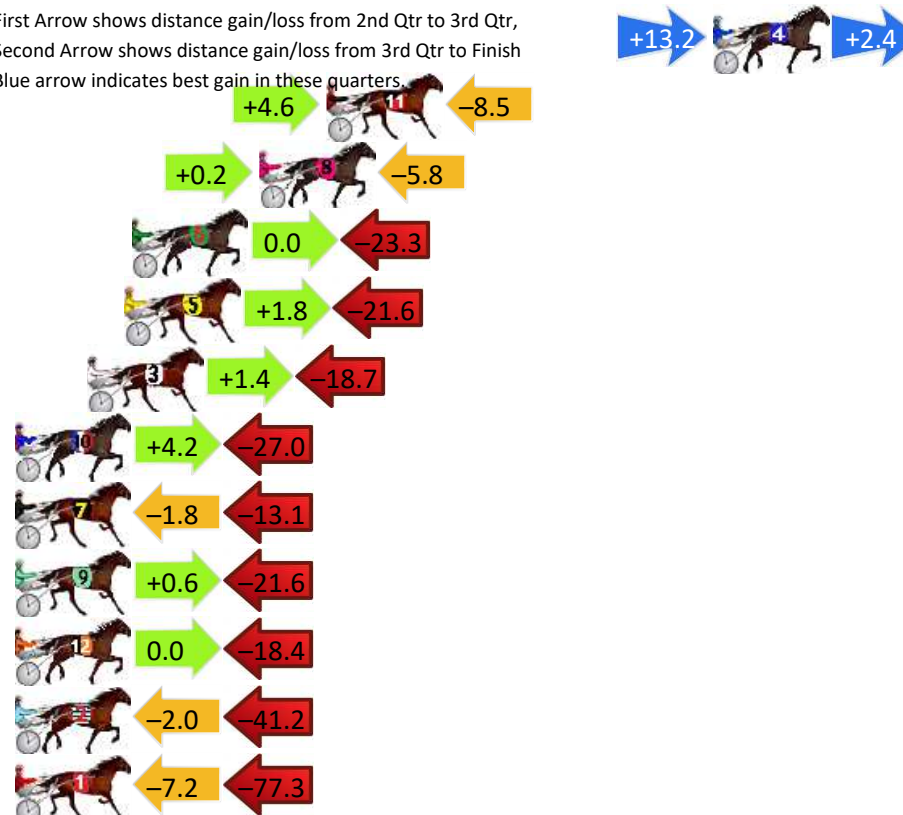 First Arrow shows distance gain/loss from 2nd Qtr to 3rd Qtr,
Second Arrow shows distance gain/loss from 3rd Qtr to Finish
Blue arrow indicates best gain in these quarters.
+13.2 4 +2.4
+4.6 11 –8.5
+0.2 8 –5.8
6 0.0 –23.3
5 +1.8 –21.6
3 +1.4 –18.7
10 +4.2 –27.0
7 –1.8 –13.1
9 +0.6 –21.6
12 0.0 –18.4
2 –2.0 –41.2
1 –7.2 –77.3